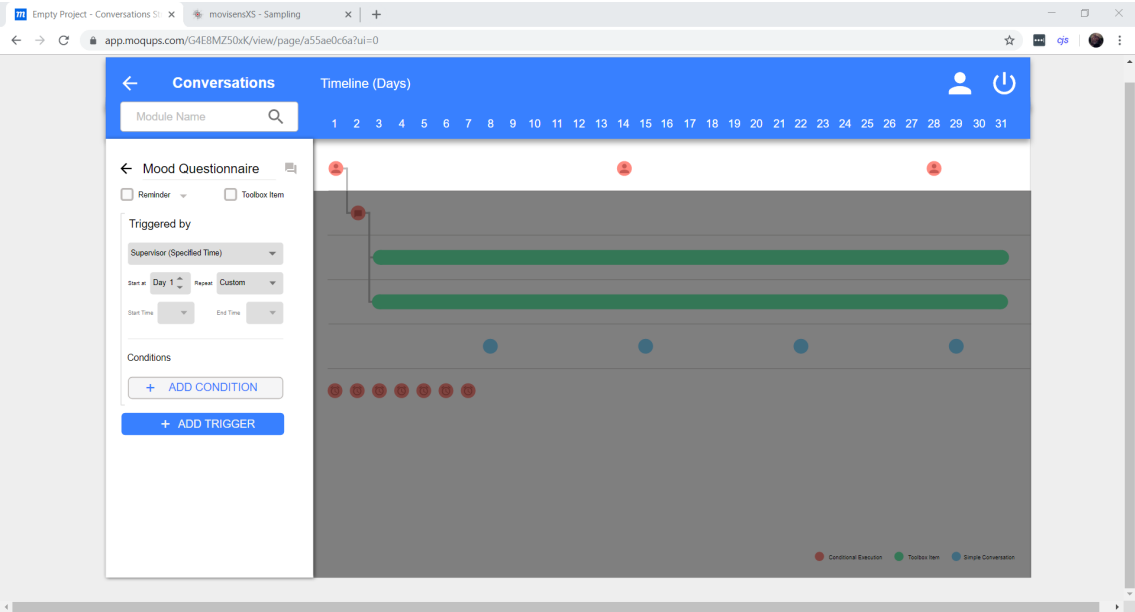 Empty Project - Conversations St
movisensXS - Sampling
app.moqups.com/G4E8MZ50xK/view/page/a55ae0c6a?ui=0
cjs
Conversations
Timeline (Days)
Module Name
1 2 3 4 5 6 7 8 9 10 11 12 13 14 15 16 17 18 19 20 21 22 23 24 25 26 27 28 29 30 31
Mood Questionnaire
Reminder
Toolbox Item
Triggered by
Supervisor (Specified Time)
Start at Day 1 Repeat Custom
Start Time End Time
Conditions
+ ADD CONDITION
+ ADD TRIGGER
Conditional Execution Toolbox Item Simple Conversation